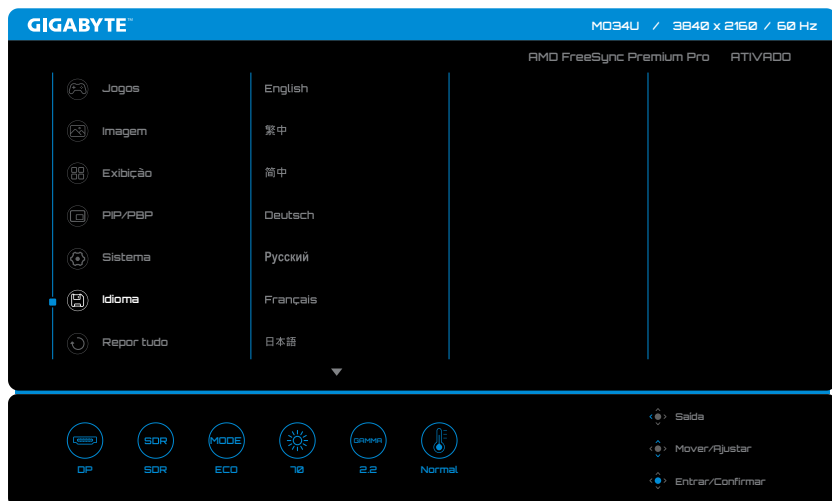 GIGABYTE™
MO34U / 3840 x 2160 / 60 Hz
AMD FreeSync Premium Pro ATIVADO
Jogos
English
Imagem
繁中
Exibição
简中
PIP/PBP
Deutsch
Sistema
Русский
Idioma
Français
Repor tudo
日本語
SDR
MODE
GAMMA
DP
SDR
ECO
70
2.2
Normal
Saída
Mover/Ajustar
Entrar/Confirmar